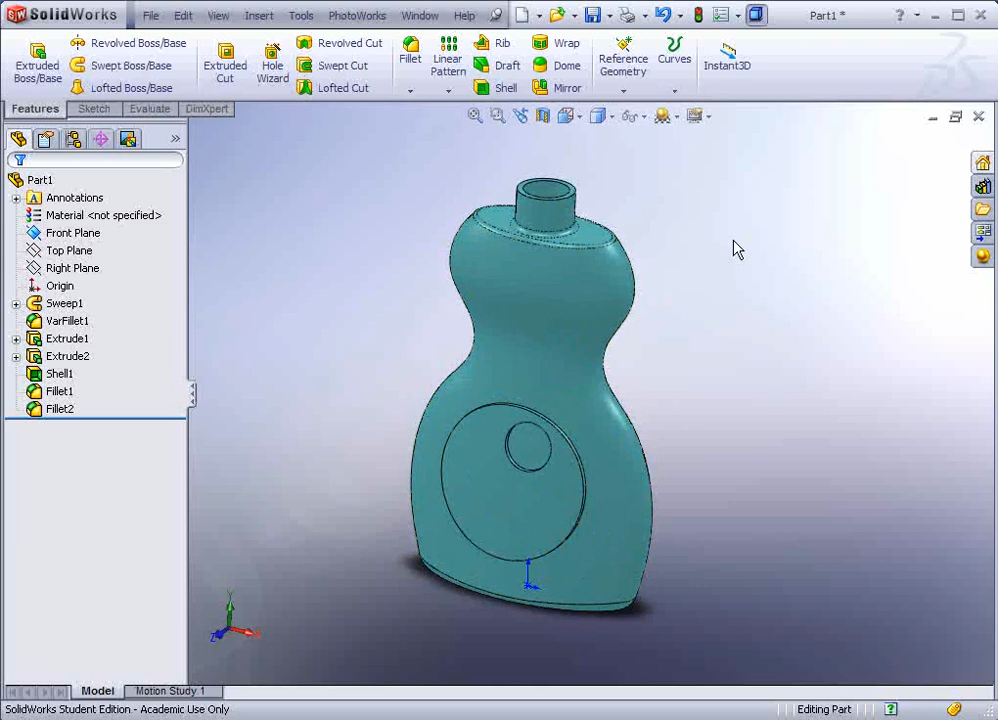 SolidWorks File Edit View Insert Tools PhotoWorks Window Help Part1 * ?
Extruded Boss/Base
Revolved Boss/Base
Swept Boss/Base
Lofted Boss/Base
Extruded Cut
Hole Wizard
Revolved Cut
Swept Cut
Lofted Cut
Fillet
Linear Pattern
Rib
Draft
Shell
Wrap
Dome
Mirror
Reference Geometry
Curves
Instant3D
Features Sketch Evaluate DimXpert
Part1
A Annotations
Material <not specified>
Front Plane
Top Plane
Right Plane
Origin
Sweep1
VarFillet1
Extrude1
Extrude2
Shell1
Fillet1
Fillet2
Y
Z X
Model Motion Study 1
SolidWorks Student Edition - Academic Use Only Editing Part ?